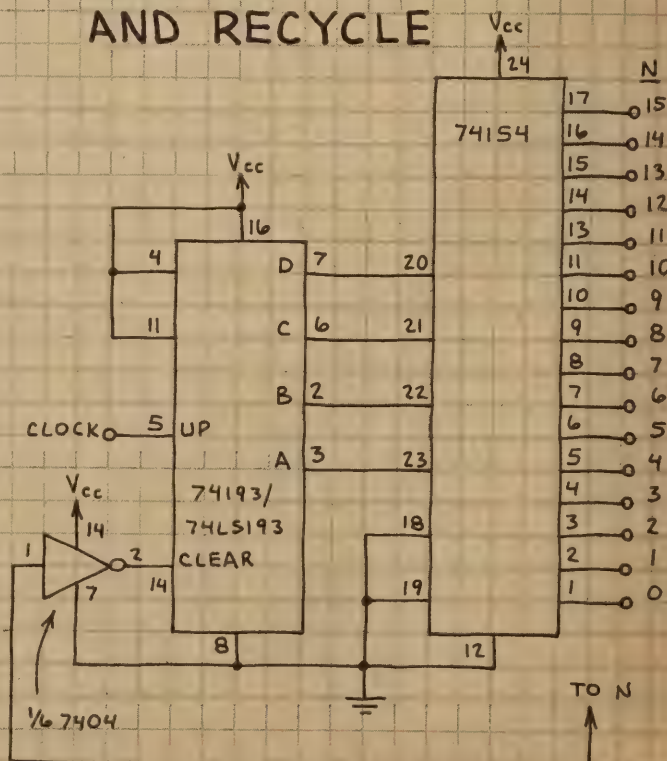 AND RECYCLE
Vcc
24
N
17 15
74154
16 14
15 13
14 12
13 11
11 10
10 9
9 8
8 7
7 6
6 5
5 4
4 3
3 2
2 1
1 0
Vcc
16
4 D 7 20
11 C 6 21
B 2 22
CLOCK 5 UP
A 3 23
Vcc
14
74193/
74LS193
18
1 2 CLEAR
14
7
19
8
12
1/6 7404
TO N